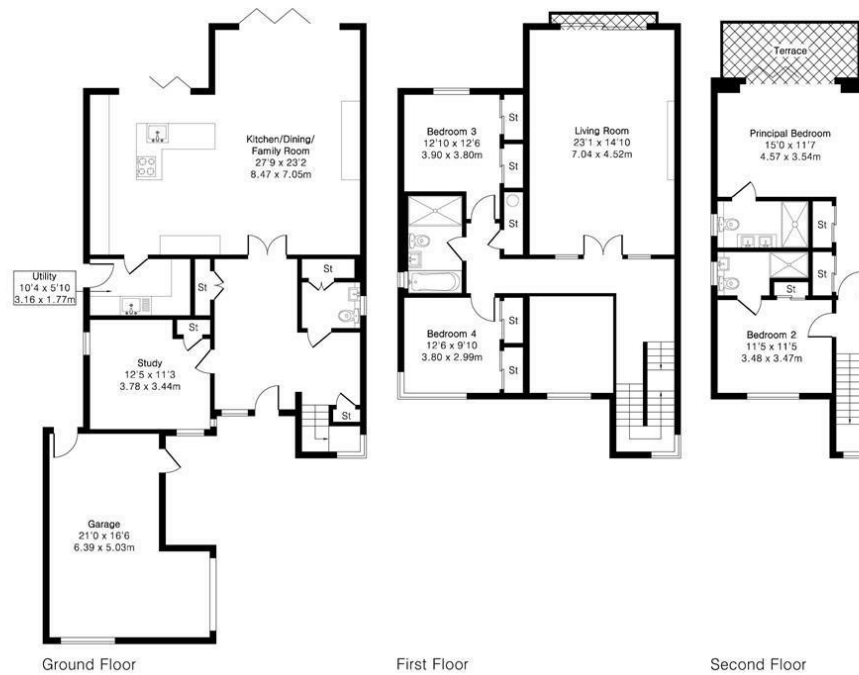 Kitchen/Dining/
Family Room
27'9 x 23'2
8.47 x 7.05m
Utility
10'4 x 5'10
3.16 x 1.77m
St
St
St
Study
12'5 x 11'3
3.78 x 3.44m
St
Garage
21'0 x 16'6
6.39 x 5.03m
Ground Floor
Bedroom 3
12'10 x 12'6
3.90 x 3.80m
St
St
St
Living Room
23'1 x 14'10
7.04 x 4.52m
Bedroom 4
12'6 x 9'10
3.80 x 2.99m
St
St
First Floor
Terrace
Principal Bedroom
15'0 x 11'7
4.57 x 3.54m
St
St
St
Bedroom 2
11'5 x 11'5
3.48 x 3.47m
Second Floor